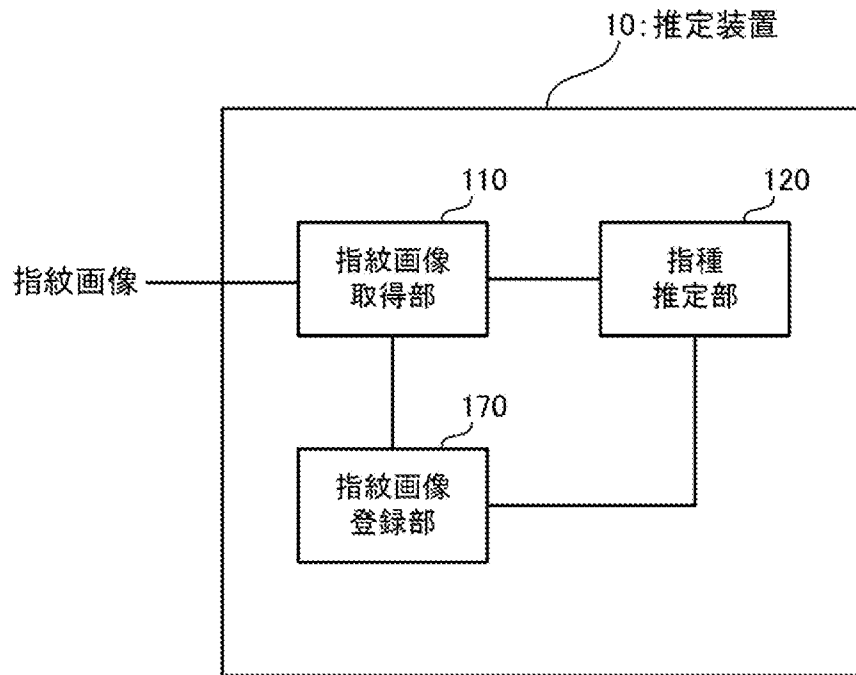 10:推定装置
110
120
指紋画像
指紋画像
取得部
指種
推定部
170
指紋画像
登録部